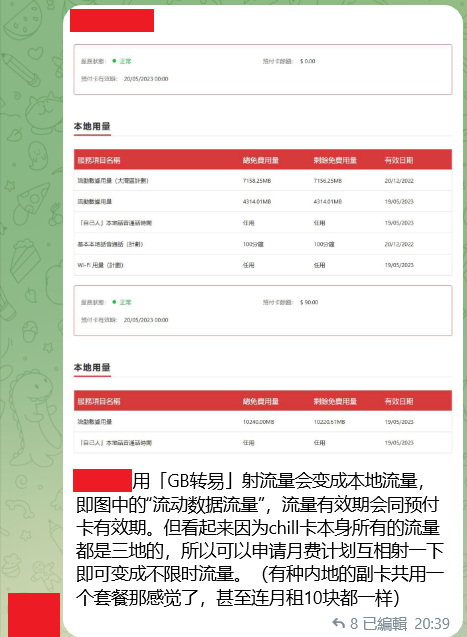 服務狀態： 正常 預付卡餘額： $ 0.00
預付卡有效期： 20/05/2023 00:00
本地用量
服務項目名稱 總免費用量 剩餘免費用量 有效日期
流動數據用量（大灣區計劃） 7158.25MB 7156.25MB 20/12/2022
流動數據用量 4314.01MB 4314.01MB 19/05/2023
「自己人」本地話音通話時間 任用 任用 19/05/2023
基本本地話音通話（計劃） 100分鐘 100分鐘 20/12/2022
Wi-Fi 用量（計劃） 任用 任用 19/05/2023
服務狀態： 正常 預付卡餘額： $ 90.00
預付卡有效期： 20/05/2023 00:00
本地用量
服務項目名稱 總免費用量 剩餘免費用量 有效日期
流動數據用量 10240.00MB 10220.61MB 19/05/2023
「自己人」本地話音通話時間 任用 任用 19/05/2023
用「GB转易」射流量会变成本地流量，
即图中的“流动数据流量”，流量有效期会同预付
卡有效期。但看起来因为chill卡本身所有的流量
都是三地的，所以可以申请月费计划互相射一下
即可变成不限时流量。（有种内地的副卡共用一
个套餐那感觉了，甚至连月租10块都一样）
8 已編輯 20:39